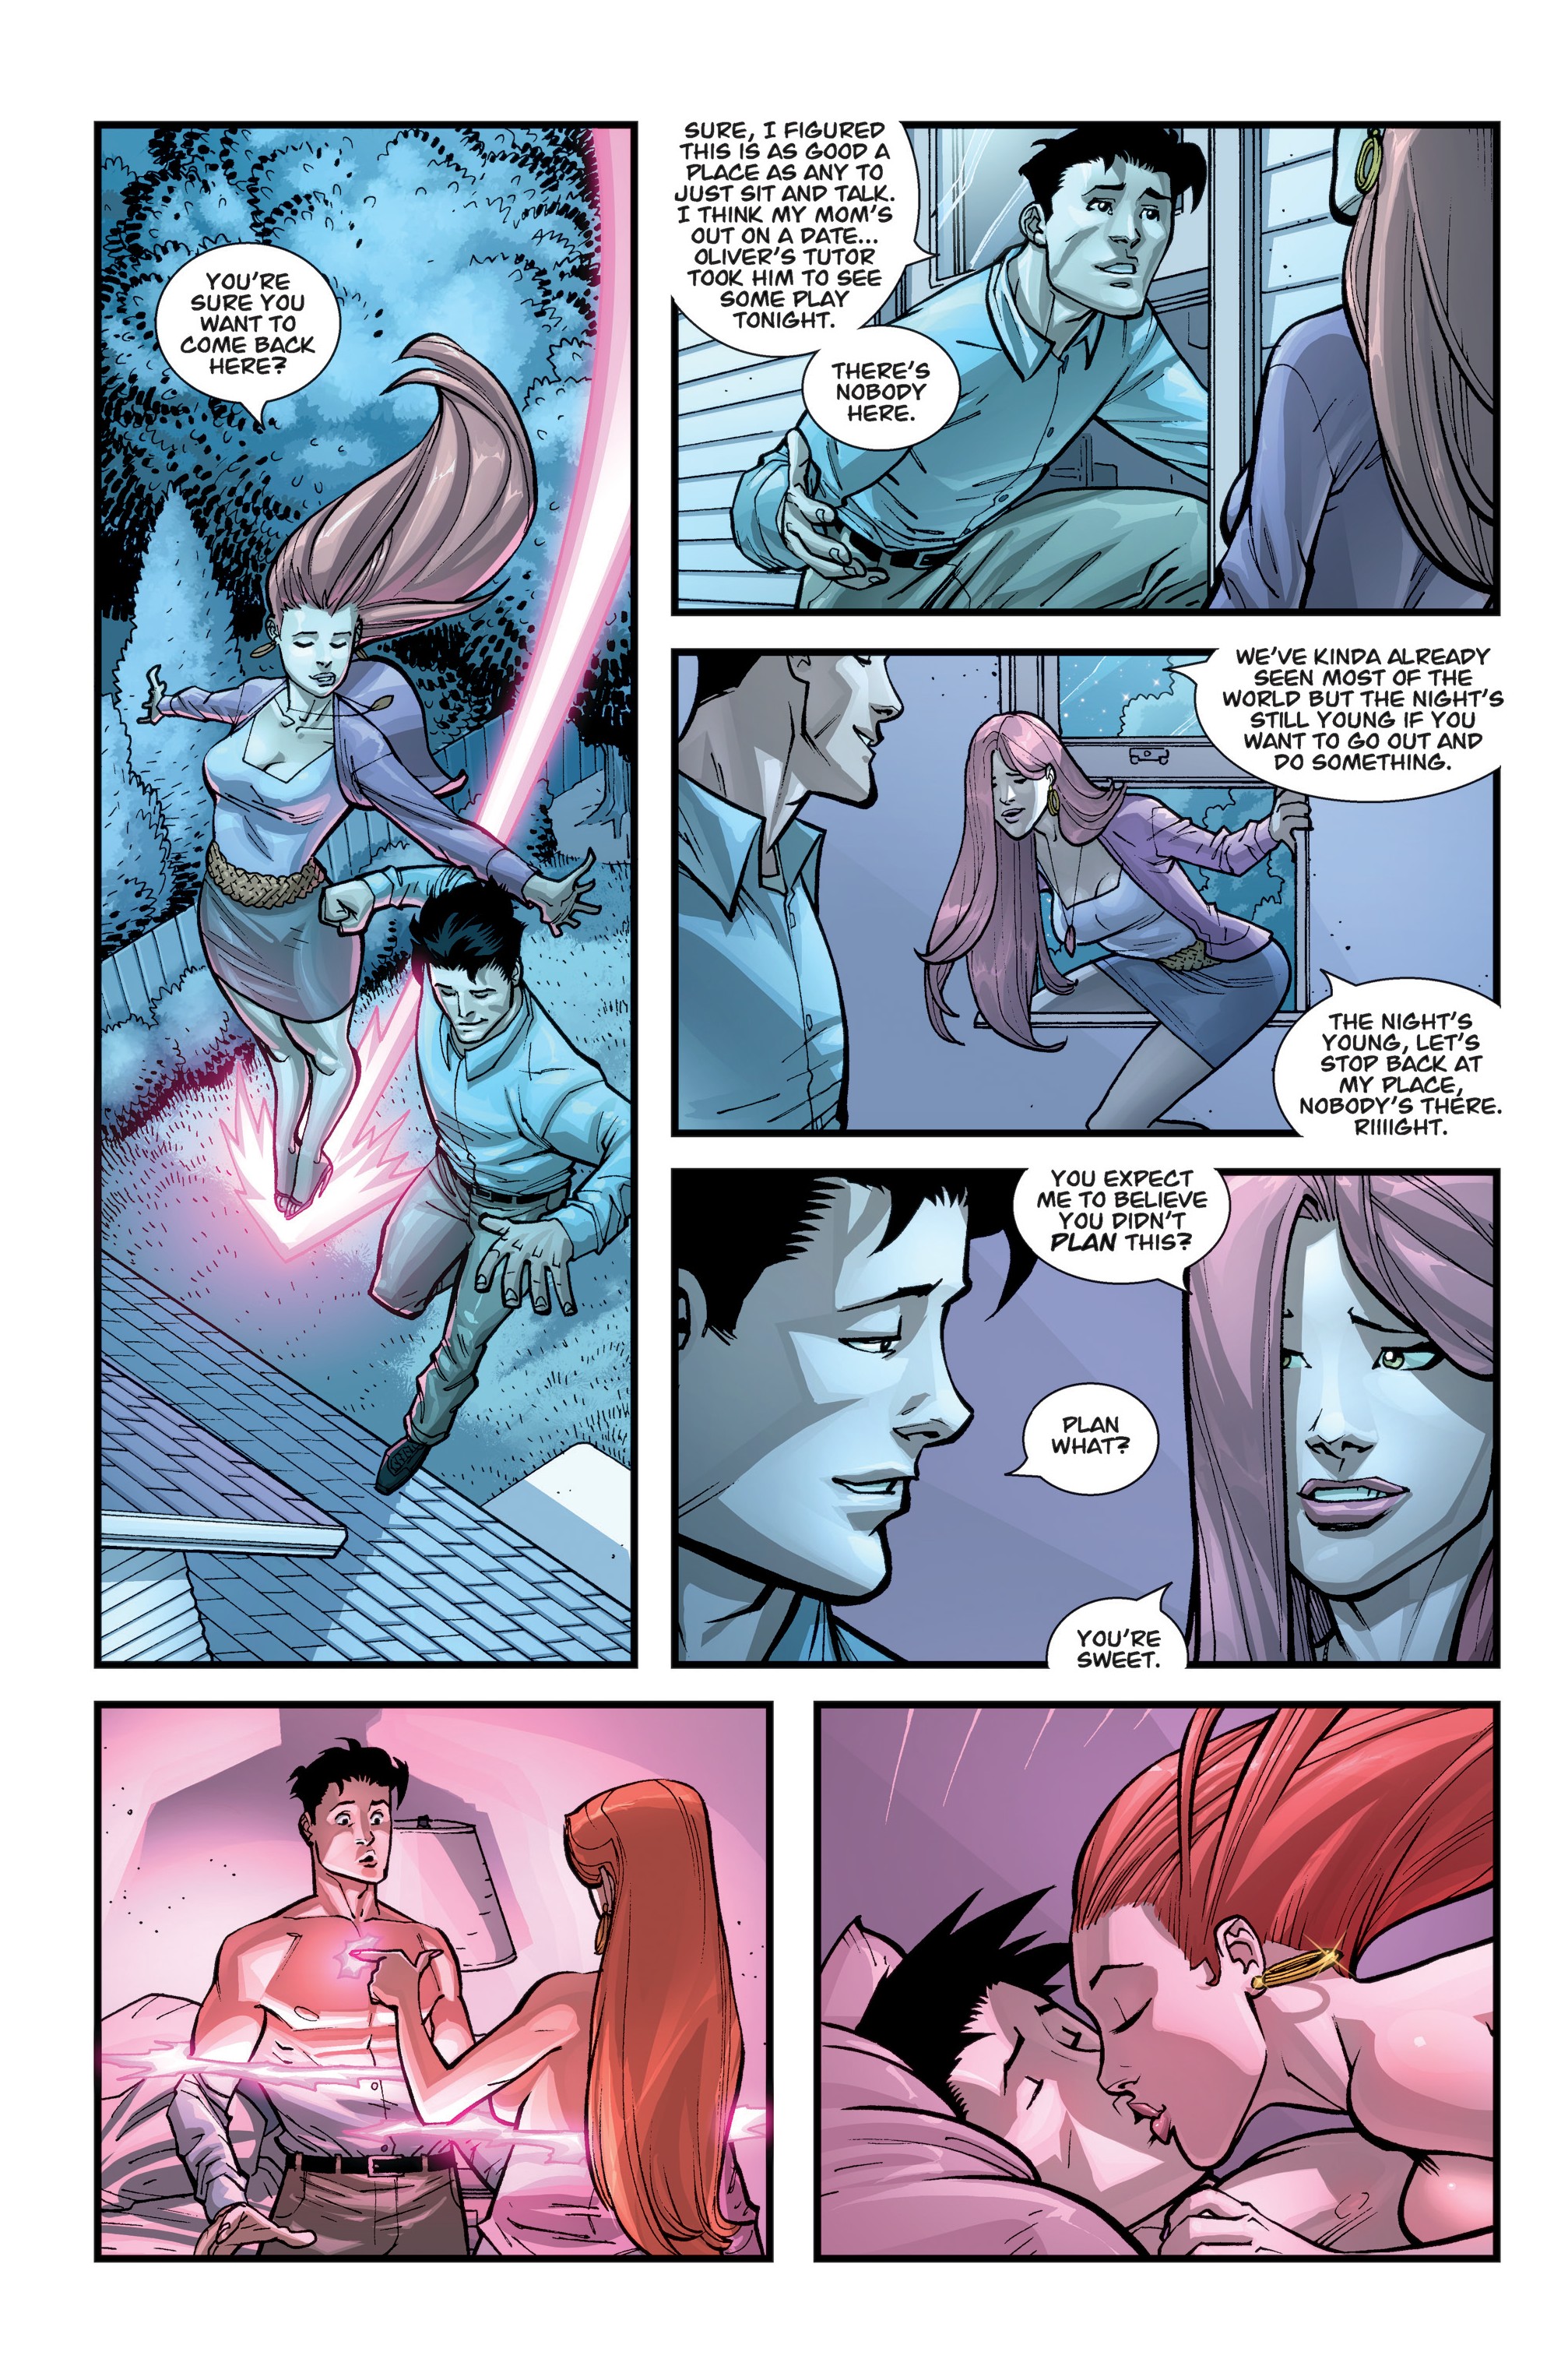 YOU'RE
SURE YOU
WANT TO
COME BACK
HERE?
SURE, I FIGURED
THIS IS AS GOOD A
PLACE AS ANY TO
JUST SIT AND TALK.
I THINK MY MOM'S
OUT ON A DATE...
OLIVER'S TUTOR
TOOK HIM TO SEE
SOME PLAY
TONIGHT.
THERE'S
NOBODY
HERE.
WE'VE KINDA ALREADY
SEEN MOST OF THE
WORLD BUT THE NIGHT'S
STILL YOUNG IF YOU
WANT TO GO OUT AND
DO SOMETHING.
THE NIGHT'S
YOUNG, LET'S
STOP BACK AT
MY PLACE,
NOBODY'S THERE.
RIIIIGHT.
YOU EXPECT
ME TO BELIEVE
YOU DIDN'T
PLAN THIS?
PLAN
WHAT?
YOU'RE
SWEET.